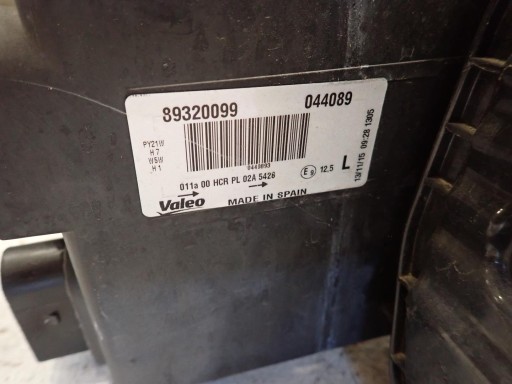 89320099 044089
PY21W
H7
W5W
H1
0443893
011a 00 HCR PL 02A 5426
E9 12.5 L
Valeo MADE IN SPAIN
13/11/15 09:28 1305